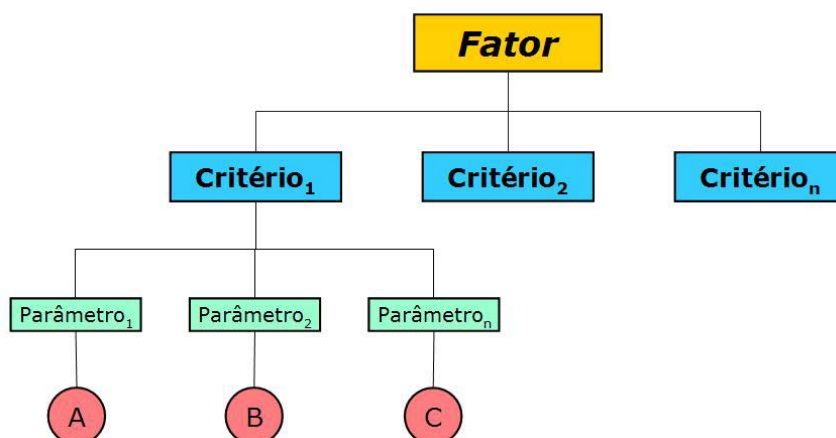 Fator
Critério₁
Critério₂
Critérioₙ
Parâmetro₁
Parâmetro₂
Parâmetroₙ
A
B
C